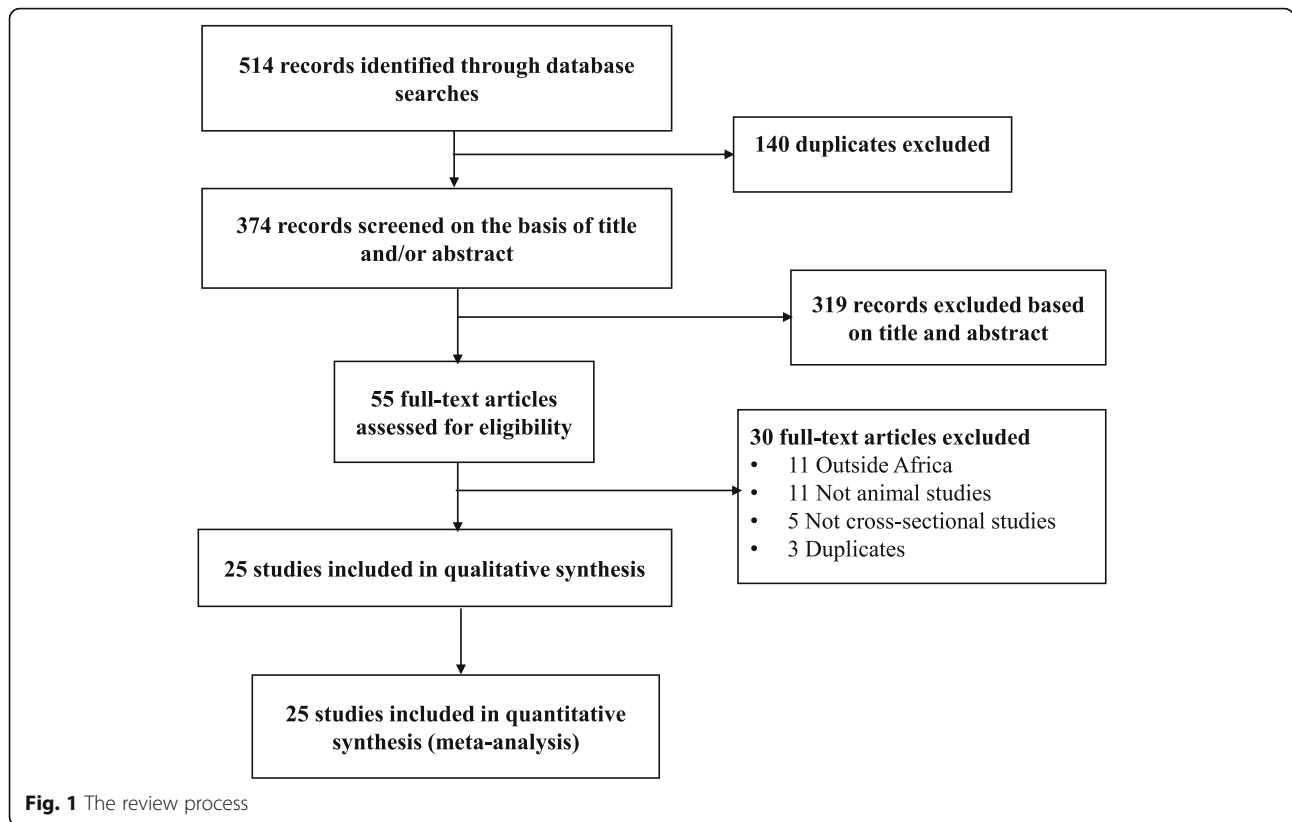 514 records identified through database
searches
140 duplicates excluded
374 records screened on the basis of title
and/or abstract
319 records excluded based
on title and abstract
55 full-text articles
assessed for eligibility
30 full-text articles excluded
• 11 Outside Africa
• 11 Not animal studies
• 5 Not cross-sectional studies
• 3 Duplicates
25 studies included in qualitative synthesis
25 studies included in quantitative
synthesis (meta-analysis)
Fig. 1 The review process